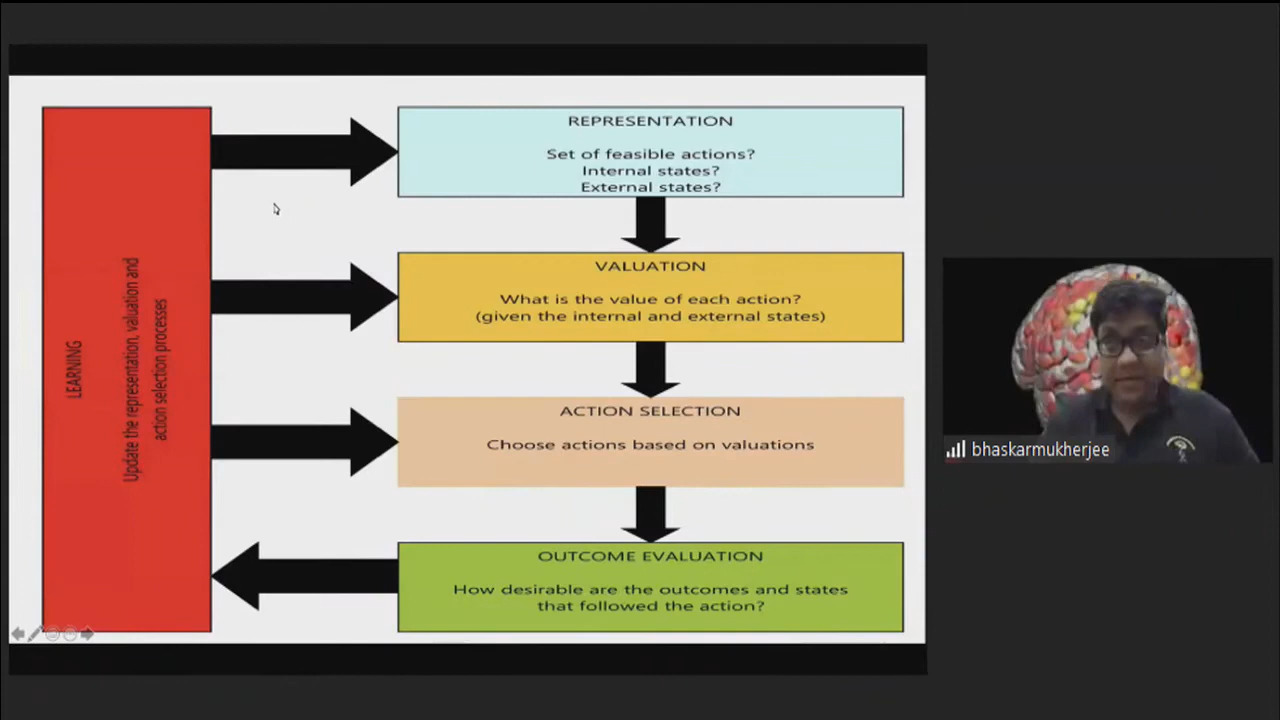 LEARNING
Update the representation, valuation and
action selection processes
REPRESENTATION
Set of feasible actions?
Internal states?
External states?
VALUATION
What is the value of each action?
(given the internal and external states)
ACTION SELECTION
Choose actions based on valuations
OUTCOME EVALUATION
How desirable are the outcomes and states
that followed the action?
bhaskarmukherjee